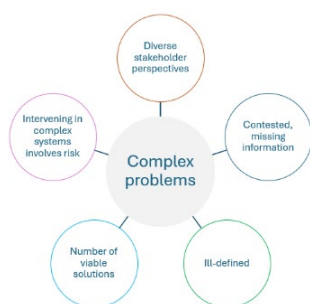 Diverse
stakeholder
perspectives
Intervening in
complex
systems
involves risk
Contested,
missing
information
Complex
problems
Number of
viable
solutions
Ill-defined